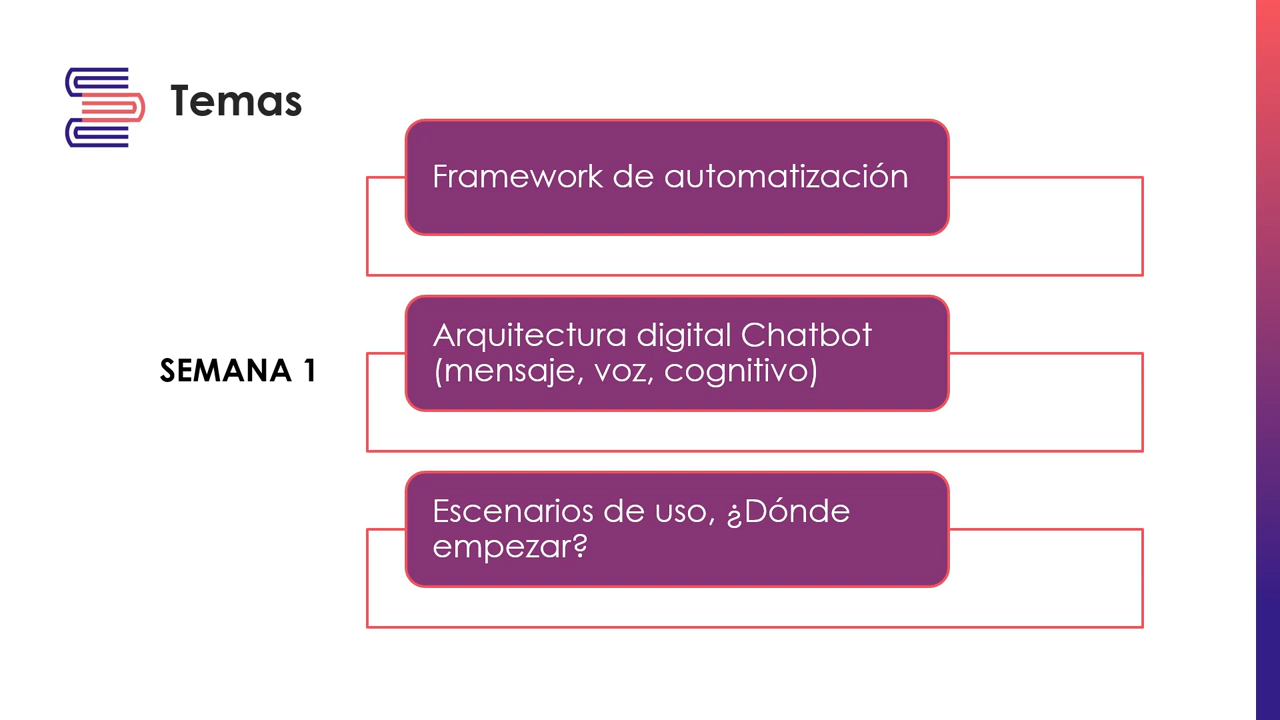 Temas
Framework de automatización
SEMANA 1
Arquitectura digital Chatbot
(mensaje, voz, cognitivo)
Escenarios de uso, ¿Dónde
empezar?